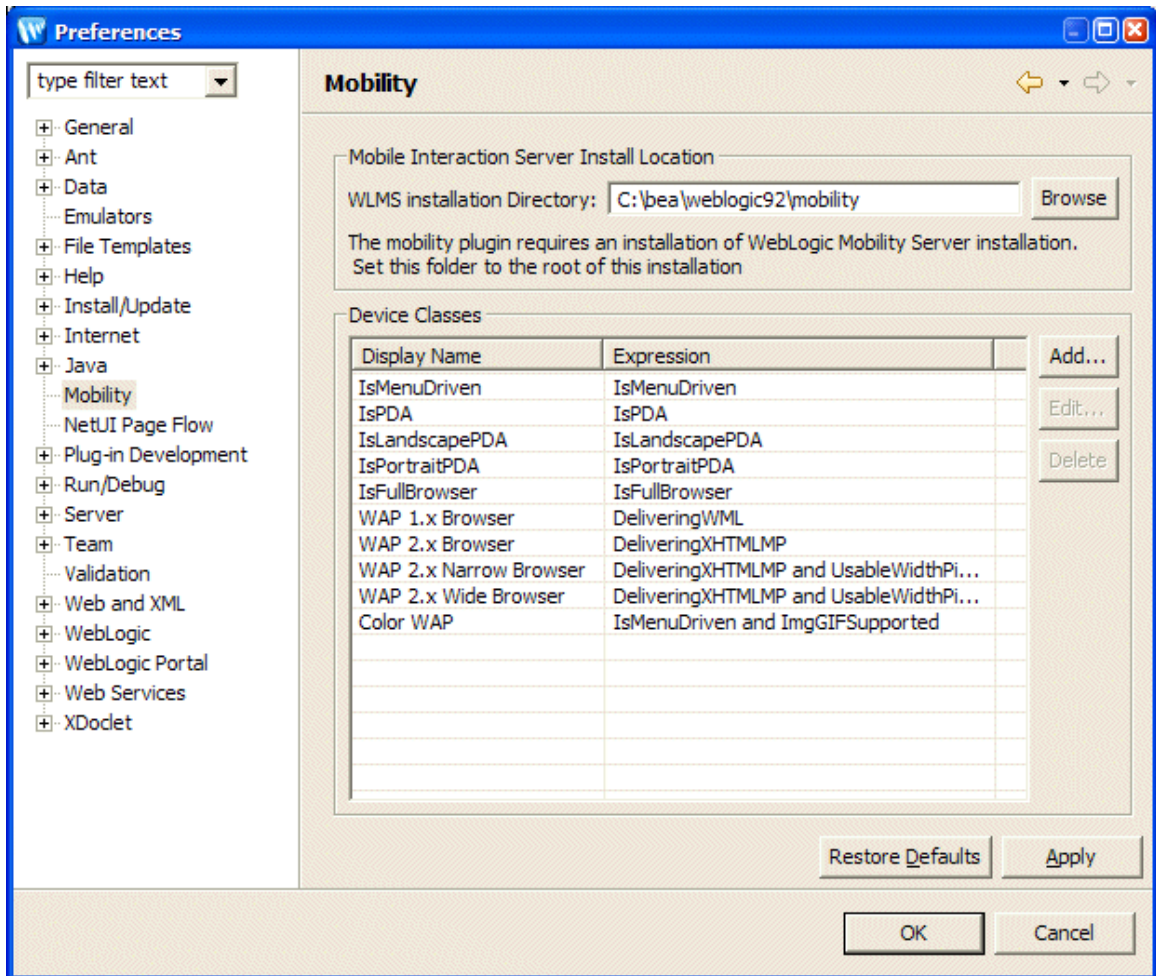 Preferences
type filter text
General
Ant
Data
Emulators
File Templates
Help
Install/Update
Internet
Java
Mobility
NetUI Page Flow
Plug-in Development
Run/Debug
Server
Team
Validation
Web and XML
WebLogic
WebLogic Portal
Web Services
XDoclet
Mobility
Mobile Interaction Server Install Location
WLMS installation Directory: C:\bea\weblogic92\mobility Browse
The mobility plugin requires an installation of WebLogic Mobility Server installation.
Set this folder to the root of this installation
Device Classes
Display Name Expression
IsMenuDriven IsMenuDriven
IsPDA IsPDA
IsLandscapePDA IsLandscapePDA
IsPortraitPDA IsPortraitPDA
IsFullBrowser IsFullBrowser
WAP 1.x Browser DeliveringWML
WAP 2.x Browser DeliveringXHTMLMP
WAP 2.x Narrow Browser DeliveringXHTMLMP and UsableWidthPi...
WAP 2.x Wide Browser DeliveringXHTMLMP and UsableWidthPi...
Color WAP IsMenuDriven and ImgGIFSupported
Add...
Edit...
Delete
Restore Defaults Apply
OK Cancel